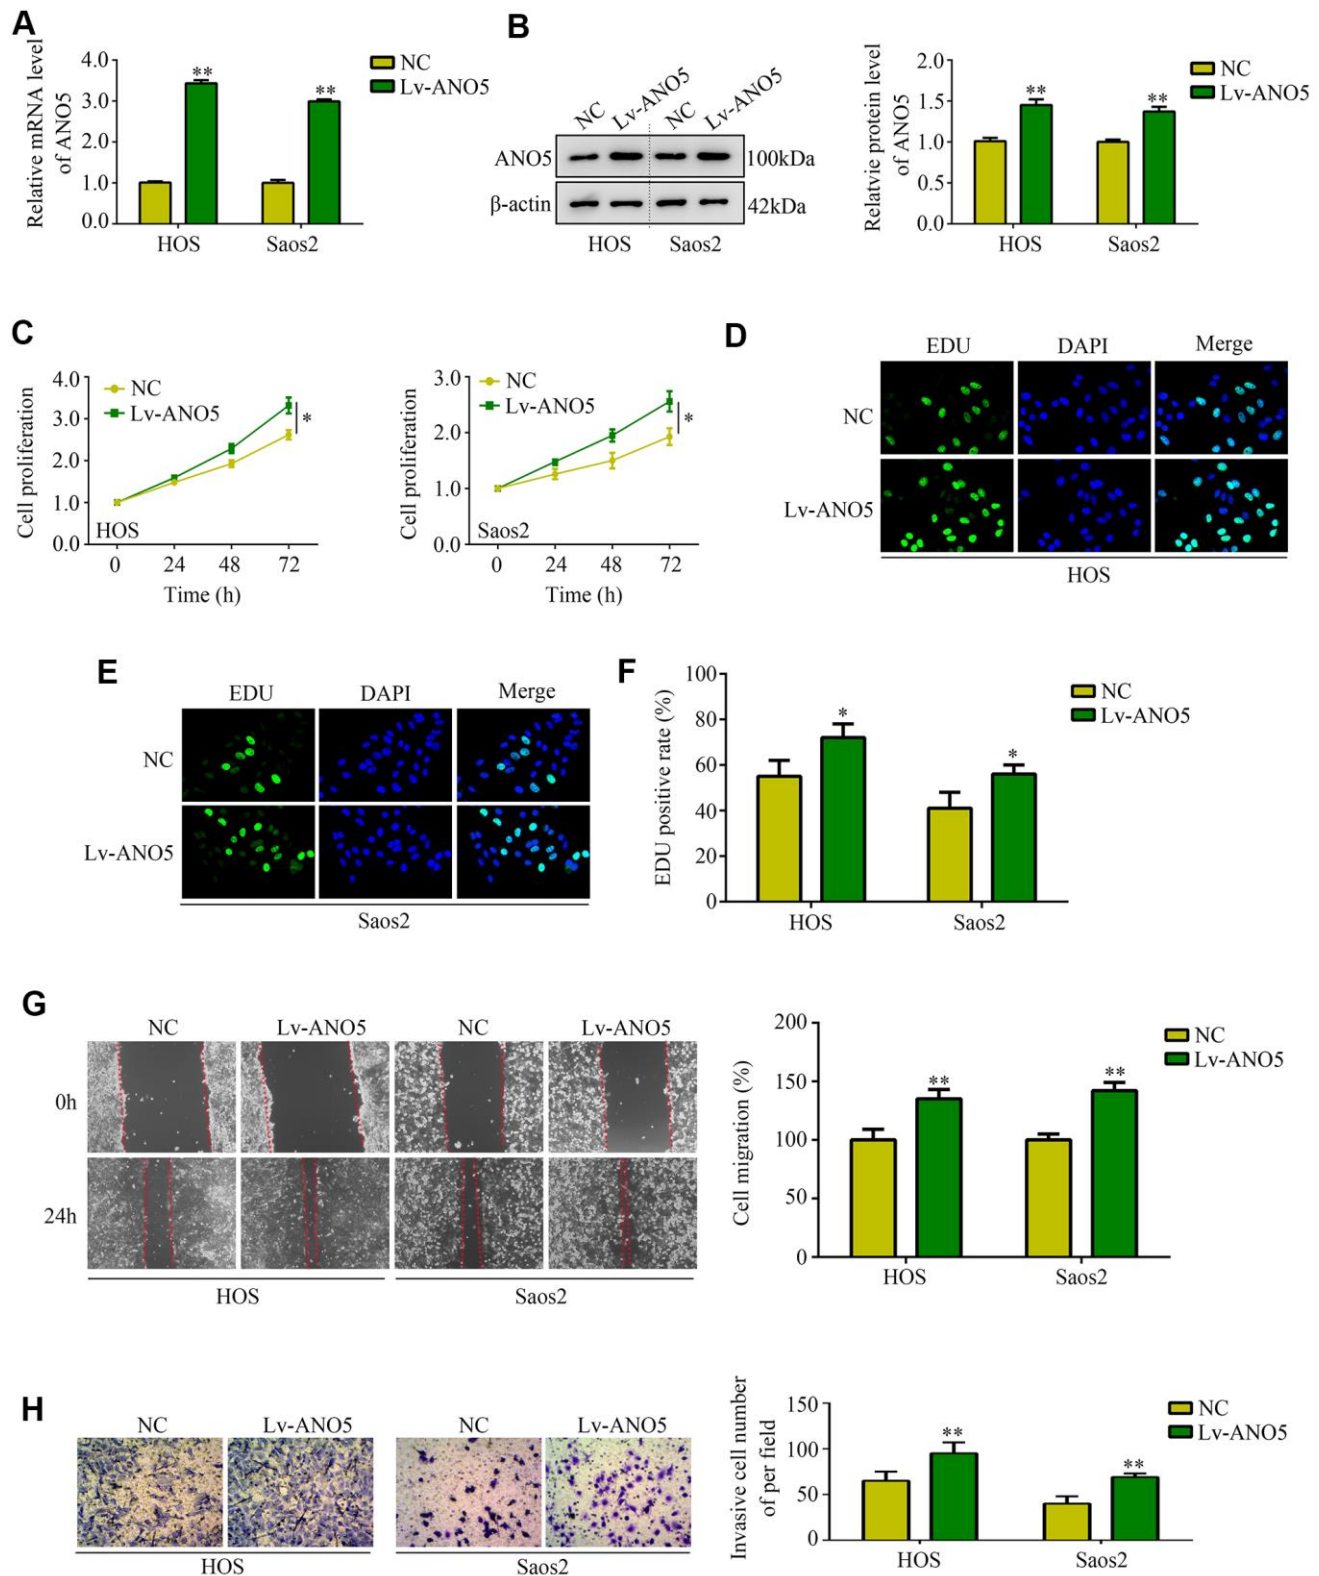 A
Relative mRNA level
of ANO5
4.0
3.0
2.0
1.0
0.0
**
**
HOS
Saos2
NC
Lv-ANO5
B
NC
Lv-ANO5
NC
Lv-ANO5
ANO5
100kDa
β-actin
42kDa
HOS
Saos2
Relatvie protein level
of ANO5
2.0
1.5
1.0
0.5
0.0
**
**
HOS
Saos2
NC
Lv-ANO5
C
Cell proliferation
4.0
3.0
2.0
1.0
0.0
NC
Lv-ANO5
*
HOS
0 24 48 72
Time (h)
Cell proliferation
3.0
2.0
1.0
0.0
NC
Lv-ANO5
*
Saos2
0 24 48 72
Time (h)
D
EDU DAPI Merge
NC
Lv-ANO5
HOS
E
EDU DAPI Merge
NC
Lv-ANO5
Saos2
F
EDU positive rate (%)
100
80
60
40
20
0
*
*
HOS
Saos2
NC
Lv-ANO5
G
NC Lv-ANO5 NC Lv-ANO5
0h
24h
HOS
Saos2
Cell migration (%)
200
150
100
50
0
**
**
HOS
Saos2
NC
Lv-ANO5
H
NC Lv-ANO5 NC Lv-ANO5
HOS
Saos2
Invasive cell number
of per field
150
100
50
0
**
**
HOS
Saos2
NC
Lv-ANO5